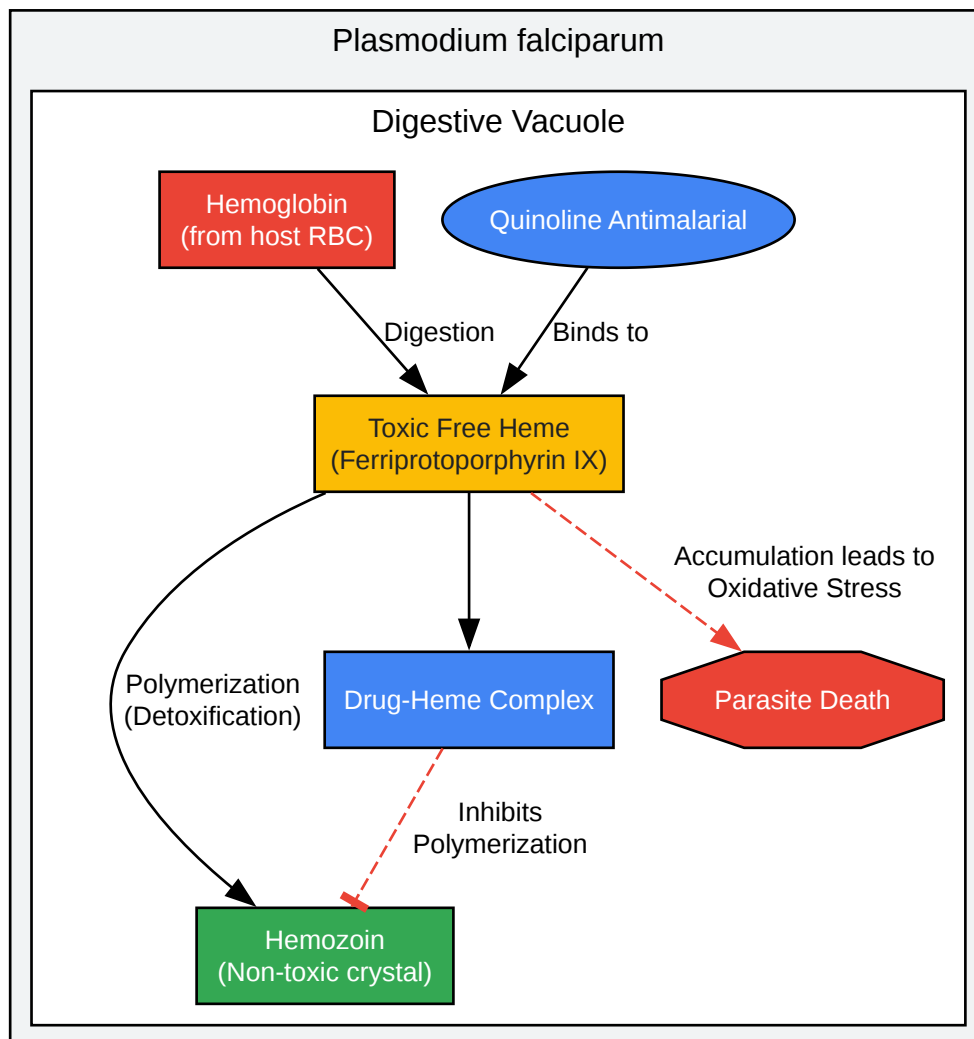 Plasmodium falciparum
Digestive Vacuole
Hemoglobin
(from host RBC)
Quinoline Antimalarial
Digestion
Binds to
Toxic Free Heme
(Ferriprotoporphyrin IX)
Accumulation leads to
Oxidative Stress
Polymerization
(Detoxification)
Drug-Heme Complex
Parasite Death
Inhibits
Polymerization
Hemozoin
(Non-toxic crystal)